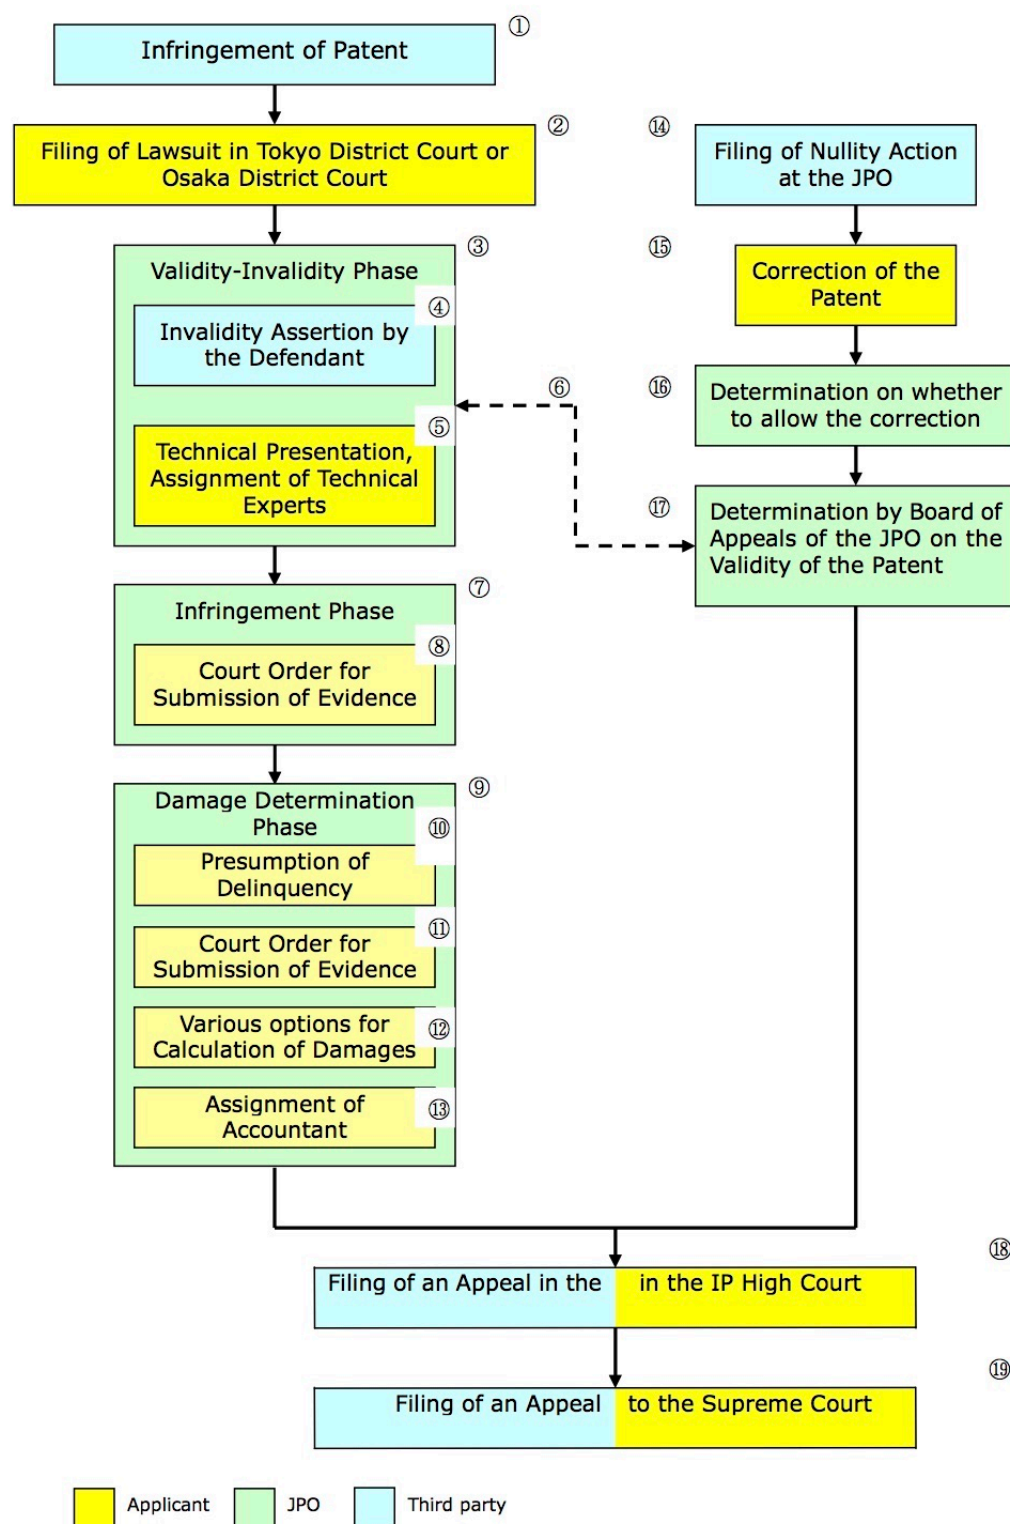 ①
Infringement of Patent
②
Filing of Lawsuit in Tokyo District Court or
Osaka District Court
③
Validity-Invalidity Phase
④
Invalidity Assertion by
the Defendant
⑤
Technical Presentation,
Assignment of Technical
Experts
⑥
⑦
Infringement Phase
⑧
Court Order for
Submission of Evidence
⑨
Damage Determination
Phase
⑩
Presumption of
Delinquency
⑪
Court Order for
Submission of Evidence
⑫
Various options for
Calculation of Damages
⑬
Assignment of
Accountant
⑭
Filing of Nullity Action
at the JPO
⑮
Correction of the
Patent
⑯
Determination on whether
to allow the correction
⑰
Determination by Board of
Appeals of the JPO on the
Validity of the Patent
⑱
Filing of an Appeal in the in the IP High Court
⑲
Filing of an Appeal to the Supreme Court
Applicant JPO Third party